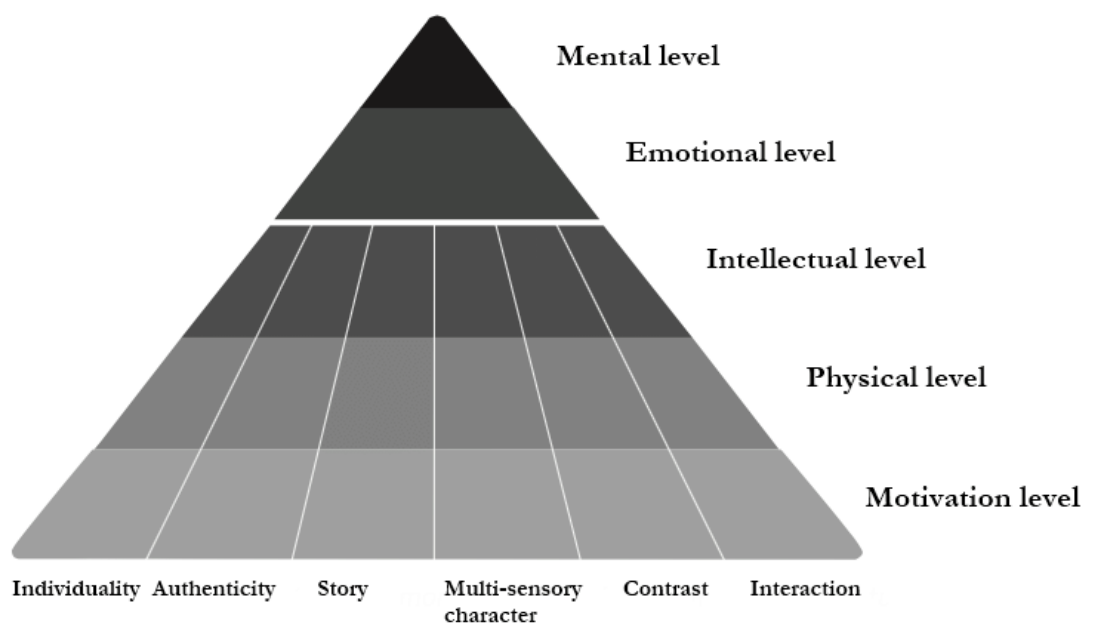 Mental level
Emotional level
Intellectual level
Physical level
Motivation level
Individuality
Authenticity
Story
Multi-sensory
character
Contrast
Interaction